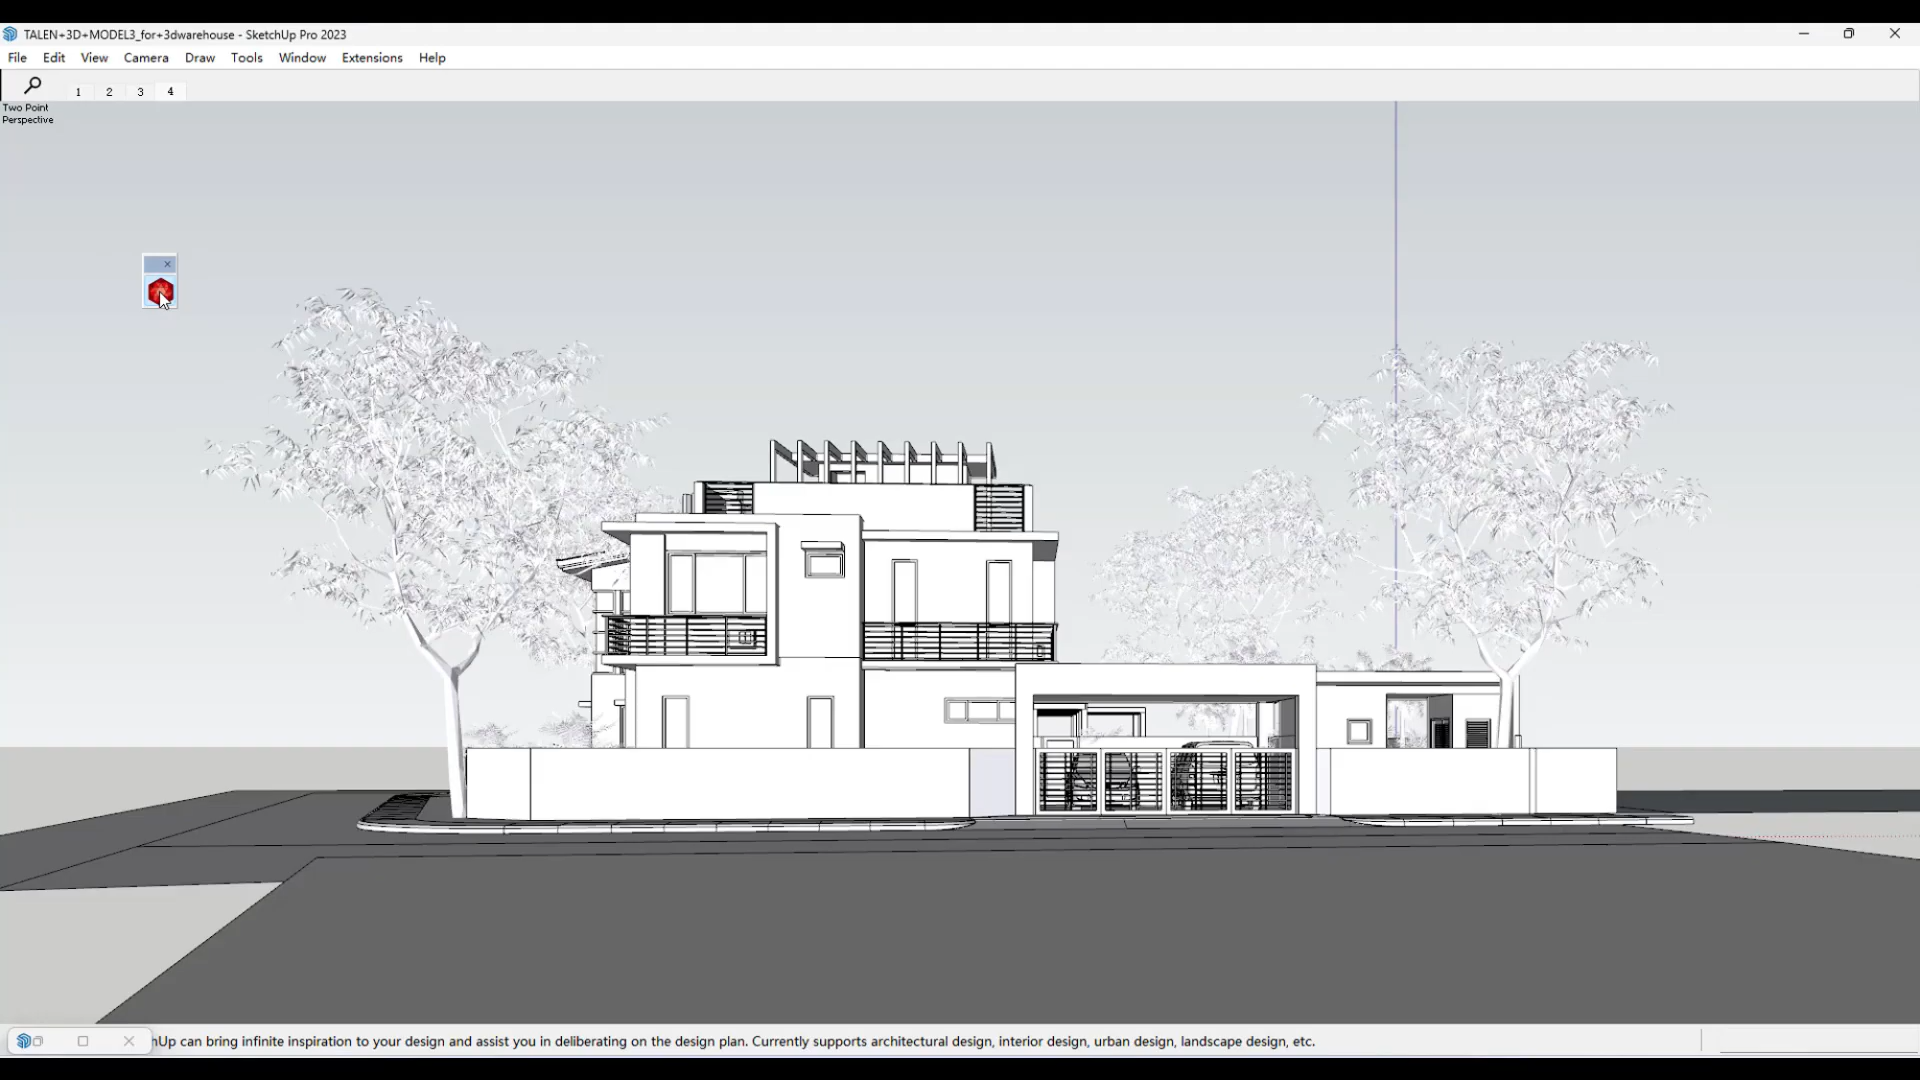 TALEN+3D+MODEL3_for+3dwarehouse - SketchUp Pro 2023
File Edit View Camera Draw Tools Window Extensions Help
1 2 3 4
Two Point
Perspective
Up can bring infinite inspiration to your design and assist you in deliberating on the design plan. Currently supports architectural design, interior design, urban design, landscape design, etc.